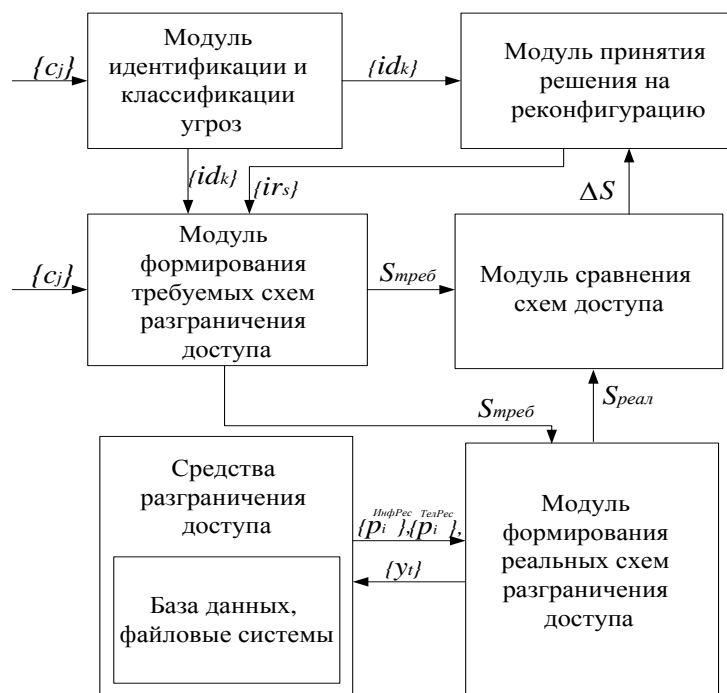 {cj}
Модуль
идентификации и
классификации
угроз
{idk}
Модуль принятия
решения на
реконфигурацию
{idk}
{irs}
ΔS
{cj}
Модуль
формирования
требуемых схем
разграничения
доступа
Sтреб
Модуль сравнения
схем доступа
Sтреб
Sреал
Средства
разграничения
доступа
База данных,
файловые системы
{pi ИнфРес},{pi ТелРес},
{yt}
Модуль
формирования
реальных схем
разграничения
доступа